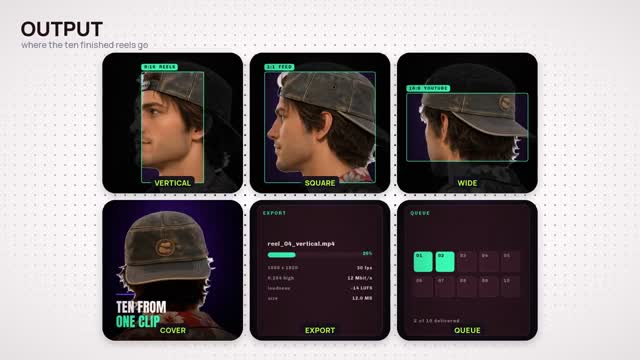 OUTPUT
where the ten finished reels go
9:16 REELS
VERTICAL
1:1 FEED
SQUARE
16:9 YOUTUBE
WIDE
TEN FROM
ONE CLIP
COVER
EXPORT
reel_04_vertical.mp4
26%
1080 x 1920
30 fps
H.264 high
12 Mbit/s
loudness
-14 LUFS
size
12.0 MB
EXPORT
QUEUE
01 02 03 04 05
06 07 08 09 10
2 of 10 delivered
QUEUE